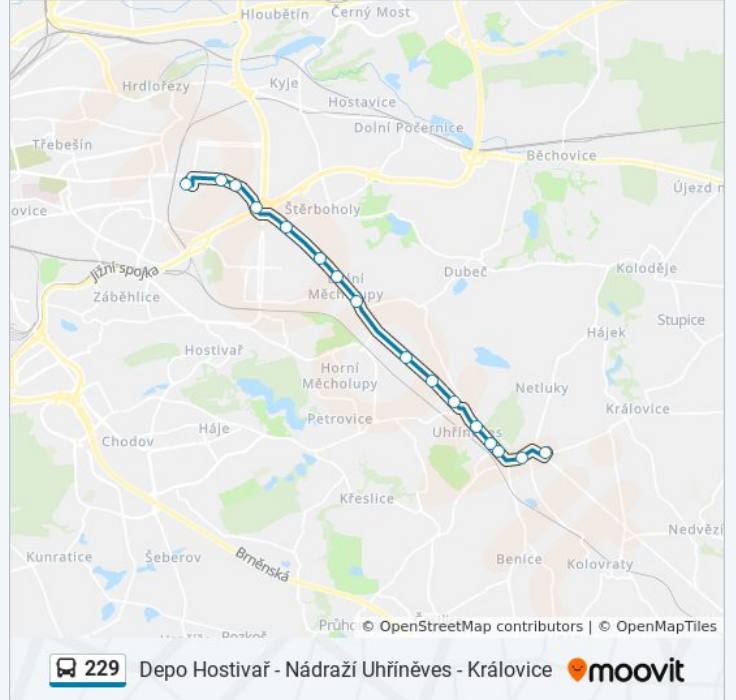 Hloubětín
Černý Most
Hrdlořezy
Kyje
Hostavice
Dolní Počernice
Třebešín
Běchovice
Újezd n
ovice
Štěrboholy
Jižní spojka
Dubeč
Koloděje
Měcholupy
Záběhlice
Stupice
Hájek
Hostivař
Horní
Měcholupy
Netluky
Královice
Petrovice
Háje
Uhříněves
Chodov
Křeslice
Nedvězí
Kunratice
Šeberov
Brněnská
Benice
Kolovraty
© OpenStreetMap contributors | © OpenMapTiles
229 Depo Hostivař - Nádraží Uhříněves - Královice moovit